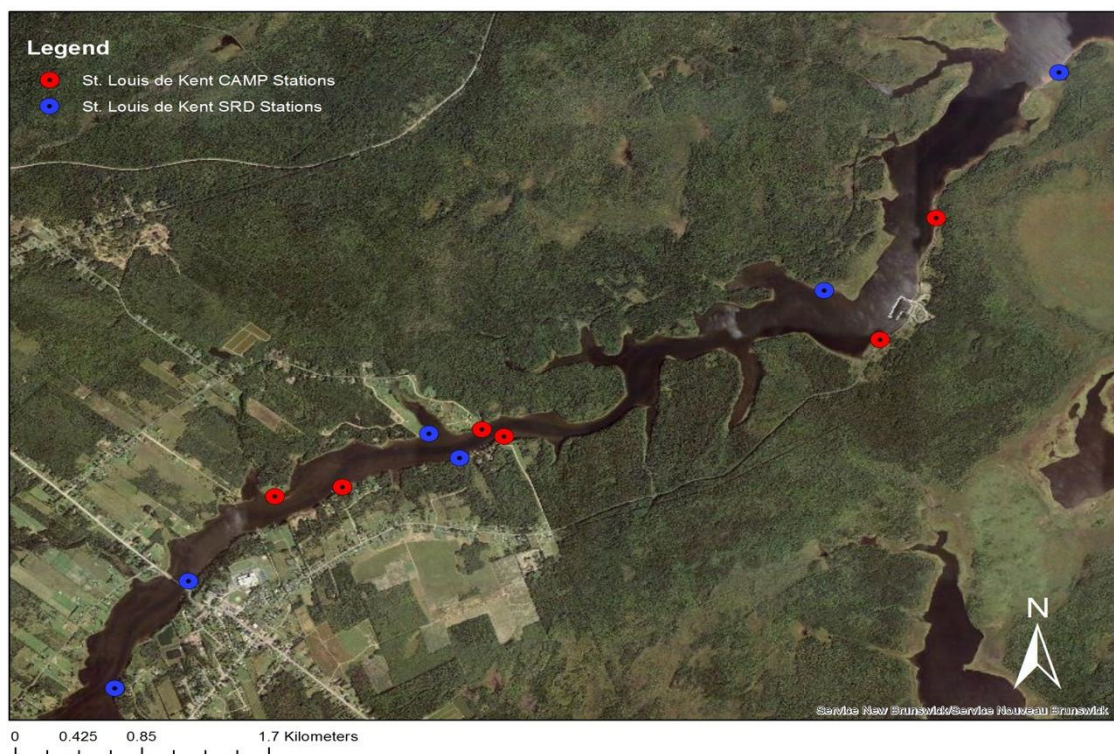 Legend
St. Louis de Kent CAMP Stations
St. Louis de Kent SRD Stations
N
Service New Brunswick/Service Nouveau Brunswick
0 0.425 0.85 1.7 Kilometers